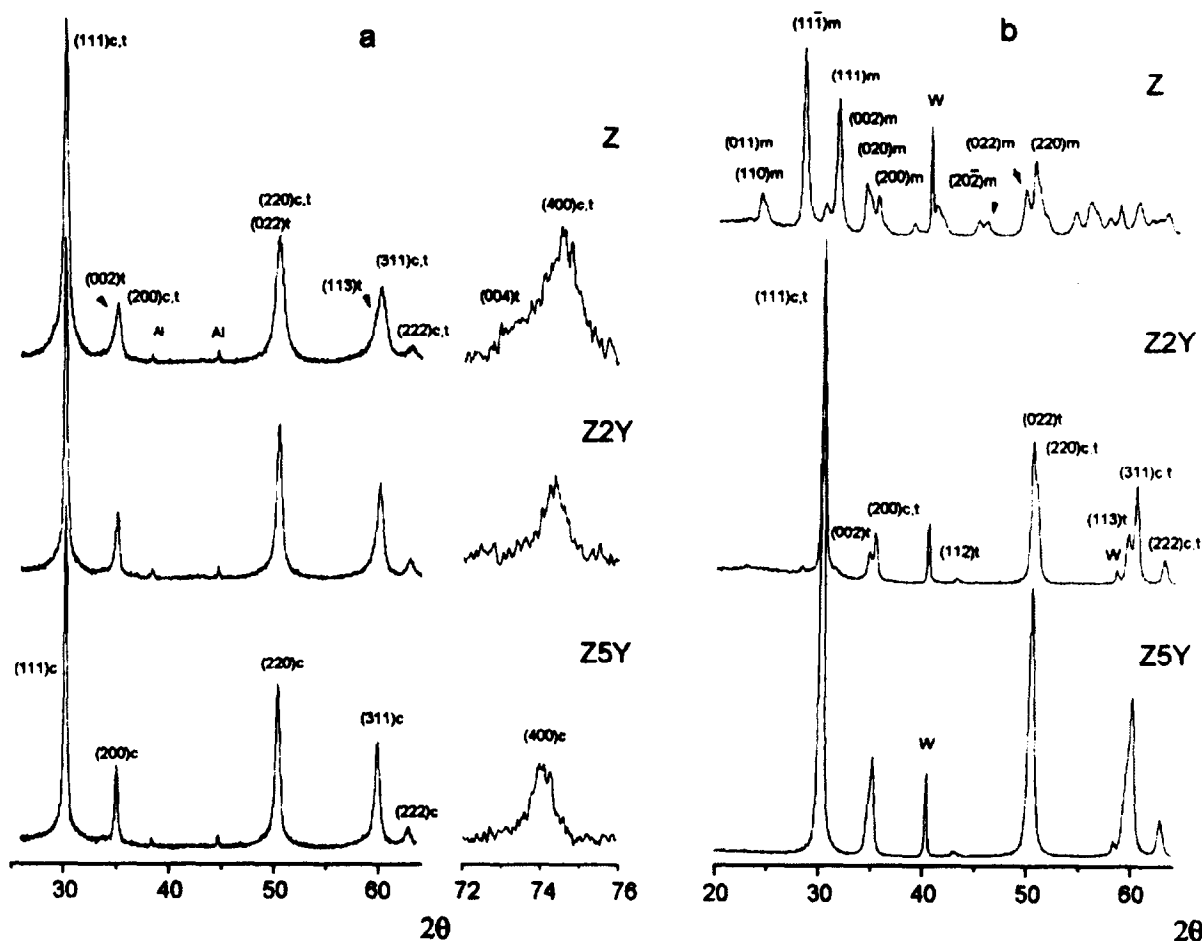 a
(111)c,t
Z
(220)c,t
(022)t
(400)c,t
(311)c,t
(002)t
(113)t
(004)t
(200)c,t
Al
Al
(222)c,t
Z2Y
Z5Y
(111)c
(220)c
(311)c
(400)c
(200)c
(222)c
30
40
50
60
72
74
76
2θ
b
(111̄)m
Z
(111)m
W
(002)m
(011)m
(020)m
(022)m
(220)m
(110)m
(200)m
(202̄)m
(111)c,t
Z2Y
(022)t
(220)c,t
(311)c,t
(200)c,t
(002)t
(113)t
(112)t
W
(222)c,t
Z5Y
W
20
30
40
50
60
2θ